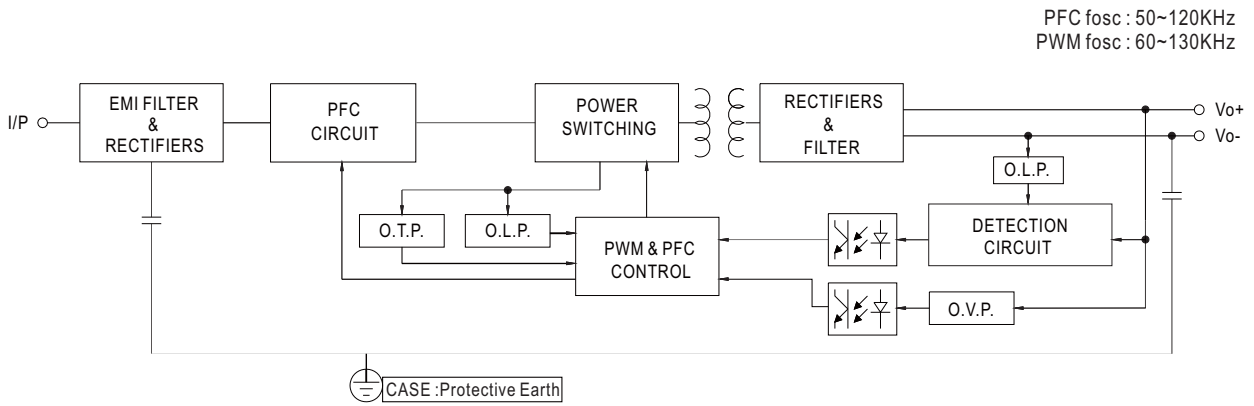 PFC fosc : 50~120KHz
PWM fosc : 60~130KHz
I/P
EMI FILTER
&
RECTIFIERS
PFC
CIRCUIT
POWER
SWITCHING
RECTIFIERS
&
FILTER
Vo+
Vo-
O.L.P.
O.T.P.
O.L.P.
PWM & PFC
CONTROL
DETECTION
CIRCUIT
O.V.P.
CASE :Protective Earth